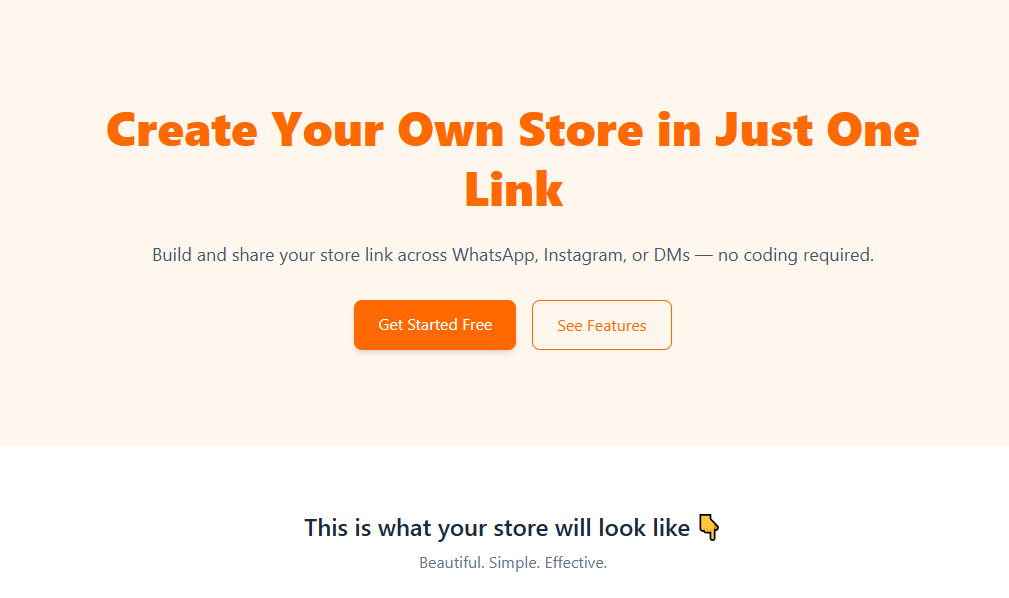 Create Your Own Store in Just One
Link
Build and share your store link across WhatsApp, Instagram, or DMs — no coding required.
Get Started Free
See Features
This is what your store will look like 👇
Beautiful. Simple. Effective.